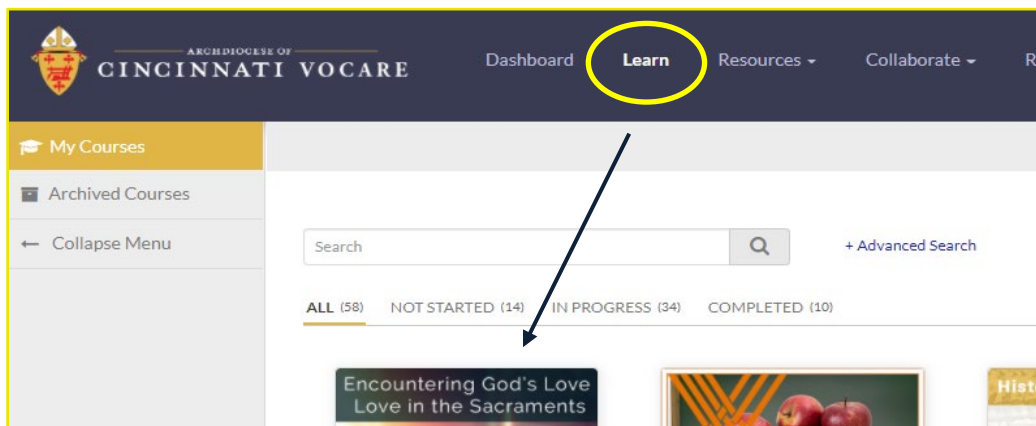 ARCHDIOCESE OF
CINCINNATI VOCARE
Dashboard Learn Resources Collaborate R
My Courses
Archived Courses
← Collapse Menu
Search
+ Advanced Search
ALL (58) NOT STARTED (14) IN PROGRESS (34) COMPLETED (10)
Encountering God's Love
Love in the Sacraments
Hist